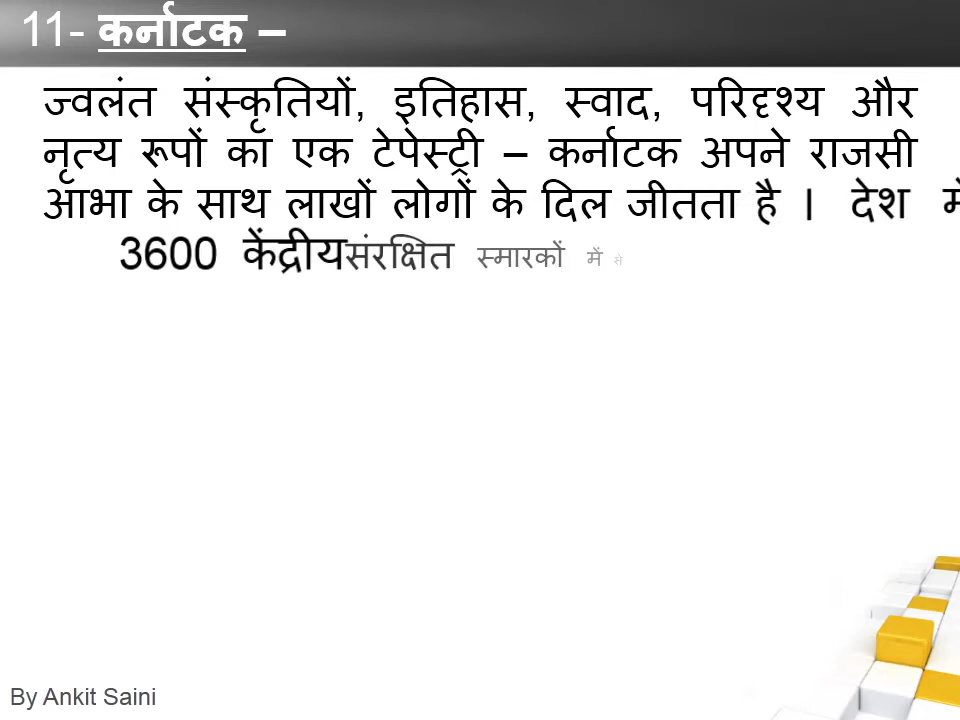 11- कर्नाटक –
ज्वलंत संस्कृतियों, इतिहास, स्वाद, परिदृश्य और
नृत्य रूपों का एक टेपेस्ट्री – कर्नाटक अपने राजसी
आभा के साथ लाखों लोगों के दिल जीतता है । देश में
3600 केंद्रीय संरक्षित स्मारकों में से
By Ankit Saini